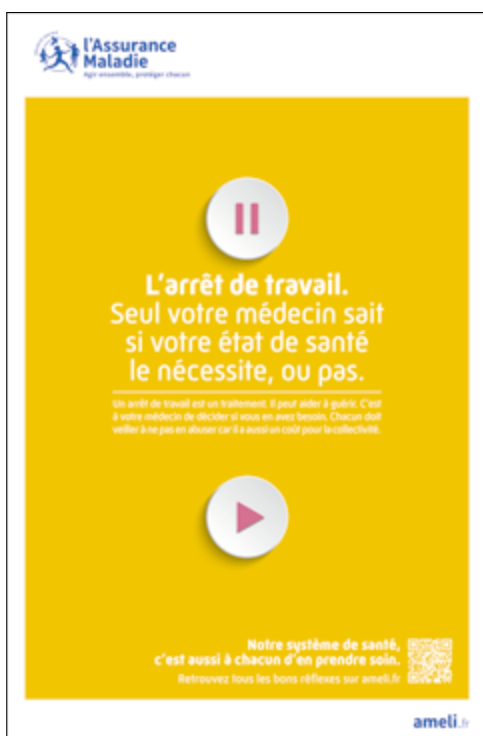 l'Assurance
Maladie
Agir ensemble, protéger chacun
L'arrêt de travail.
Seul votre médecin sait
si votre état de santé
le nécessite, ou pas.
Un arrêt de travail est un traitement. Il peut aider à guérir. C'est
à votre médecin de décider si vous en avez besoin. Chacun doit
veiller à ne pas en abuser car il a aussi un coût pour la collectivité.
Notre système de santé,
c'est aussi à chacun d'en prendre soin.
Retrouvez tous les bons réflexes sur ameli.fr
ameli.fr